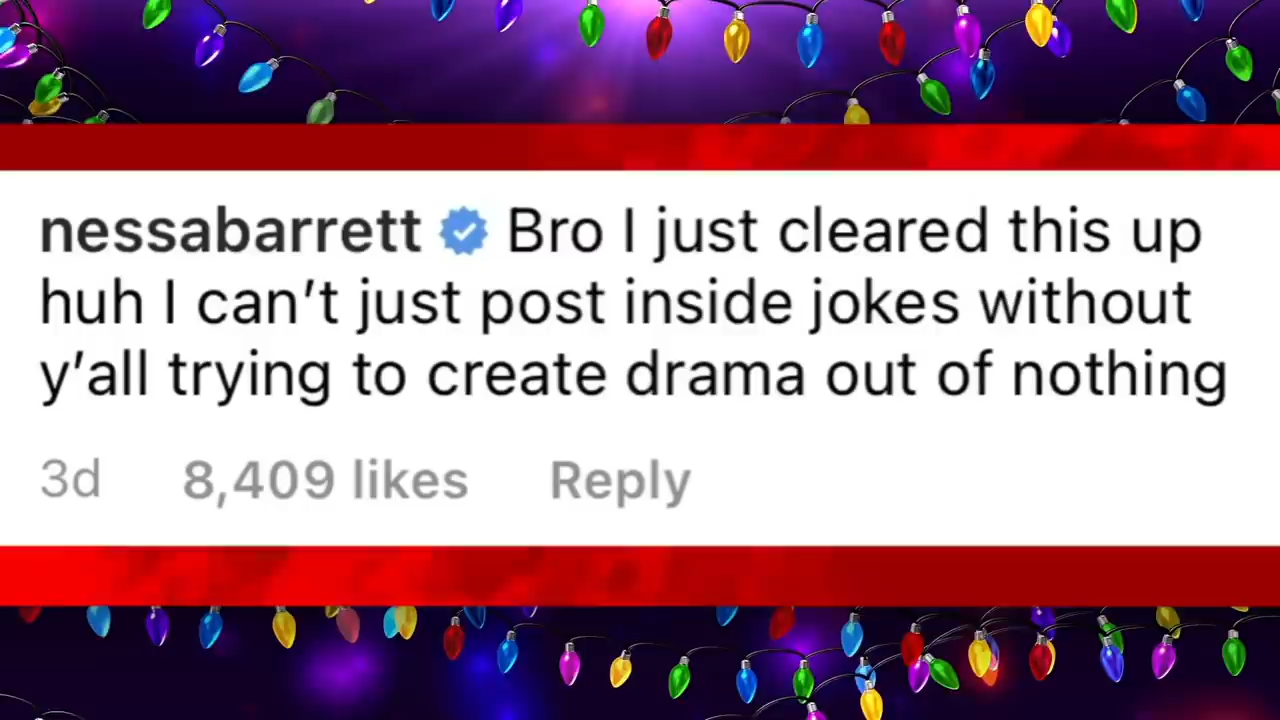 nessabarrett Bro I just cleared this up
huh I can’t just post inside jokes without
y’all trying to create drama out of nothing
3d 8,409 likes Reply